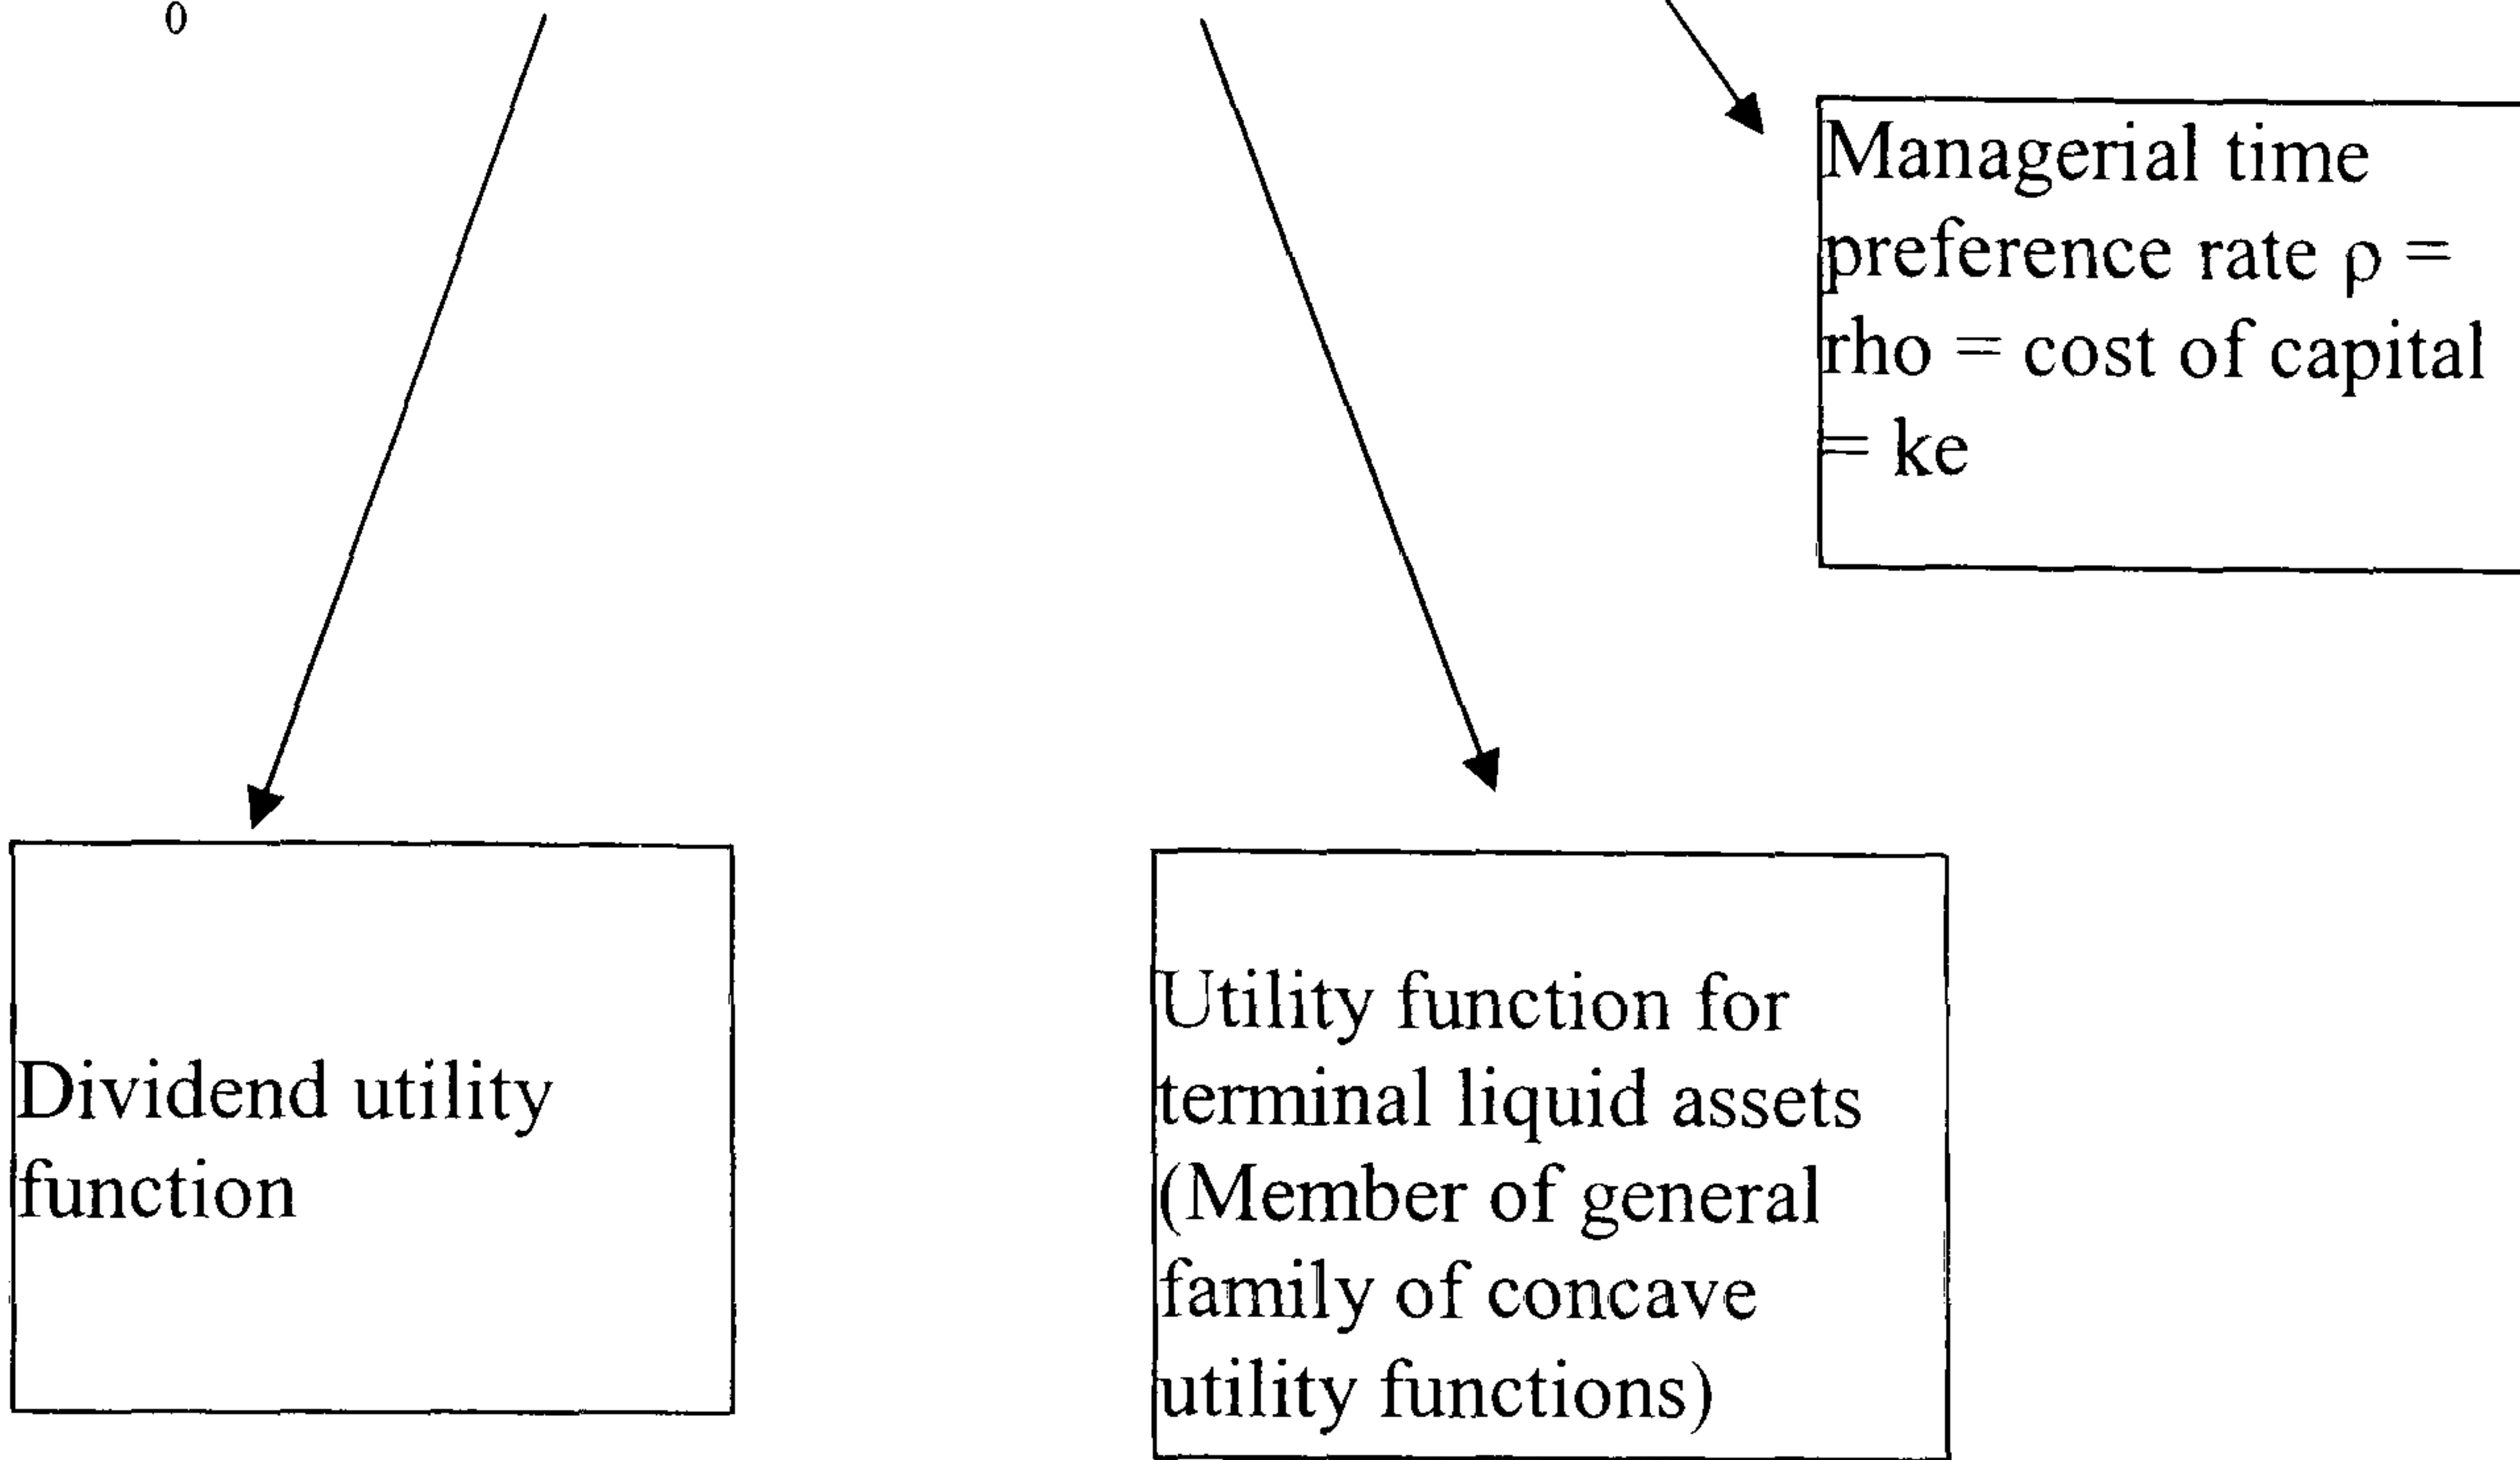 0
Managerial time
preference rate ρ =
rho = cost of capital
= ke
Dividend utility
function
Utility function for
terminal liquid assets
(Member of general
family of concave
utility functions)